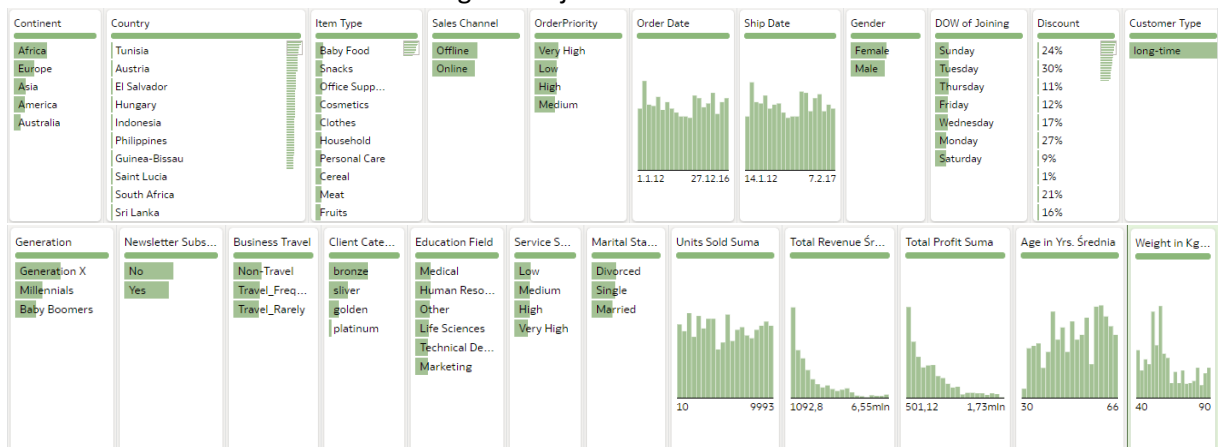 Continent
Africa
Europe
Asia
America
Australia
Country
Tunisia
Austria
El Salvador
Hungary
Indonesia
Philippines
Guinea-Bissau
Saint Lucia
South Africa
Sri Lanka
Item Type
Baby Food
Snacks
Office Supp...
Cosmetics
Clothes
Household
Personal Care
Cereal
Meat
Fruits
Sales Channel
Offline
Online
OrderPriority
Very High
Low
High
Medium
Order Date
1.1.12 27.12.16
Ship Date
14.1.12 7.2.17
Gender
Female
Male
DOW of Joining
Sunday
Tuesday
Thursday
Friday
Wednesday
Monday
Saturday
Discount
24%
30%
11%
12%
17%
27%
9%
1%
21%
16%
Customer Type
long-time
Generation
Generation X
Millennials
Baby Boomers
Newsletter Subs...
No
Yes
Business Travel
Non-Travel
Travel_Freq...
Travel_Rarely
Client Cate...
bronze
sliver
golden
platinum
Education Field
Medical
Human Reso...
Other
Life Sciences
Technical De...
Marketing
Service S...
Low
Medium
High
Very High
Marital Sta...
Divorced
Single
Married
Units Sold Suma
10 9993
Total Revenue Śr...
1092,8 6,55mln
Total Profit Suma
501,12 1,73mln
Age in Yrs. Średnia
30 66
Weight in Kg...
40 90